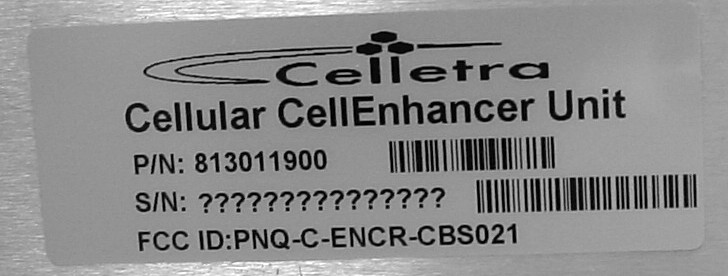 Celletra
Cellular CellEnhancer Unit
P/N: 813011900
S/N: ???????????????
FCC ID:PNQ-C-ENCR-CBS021